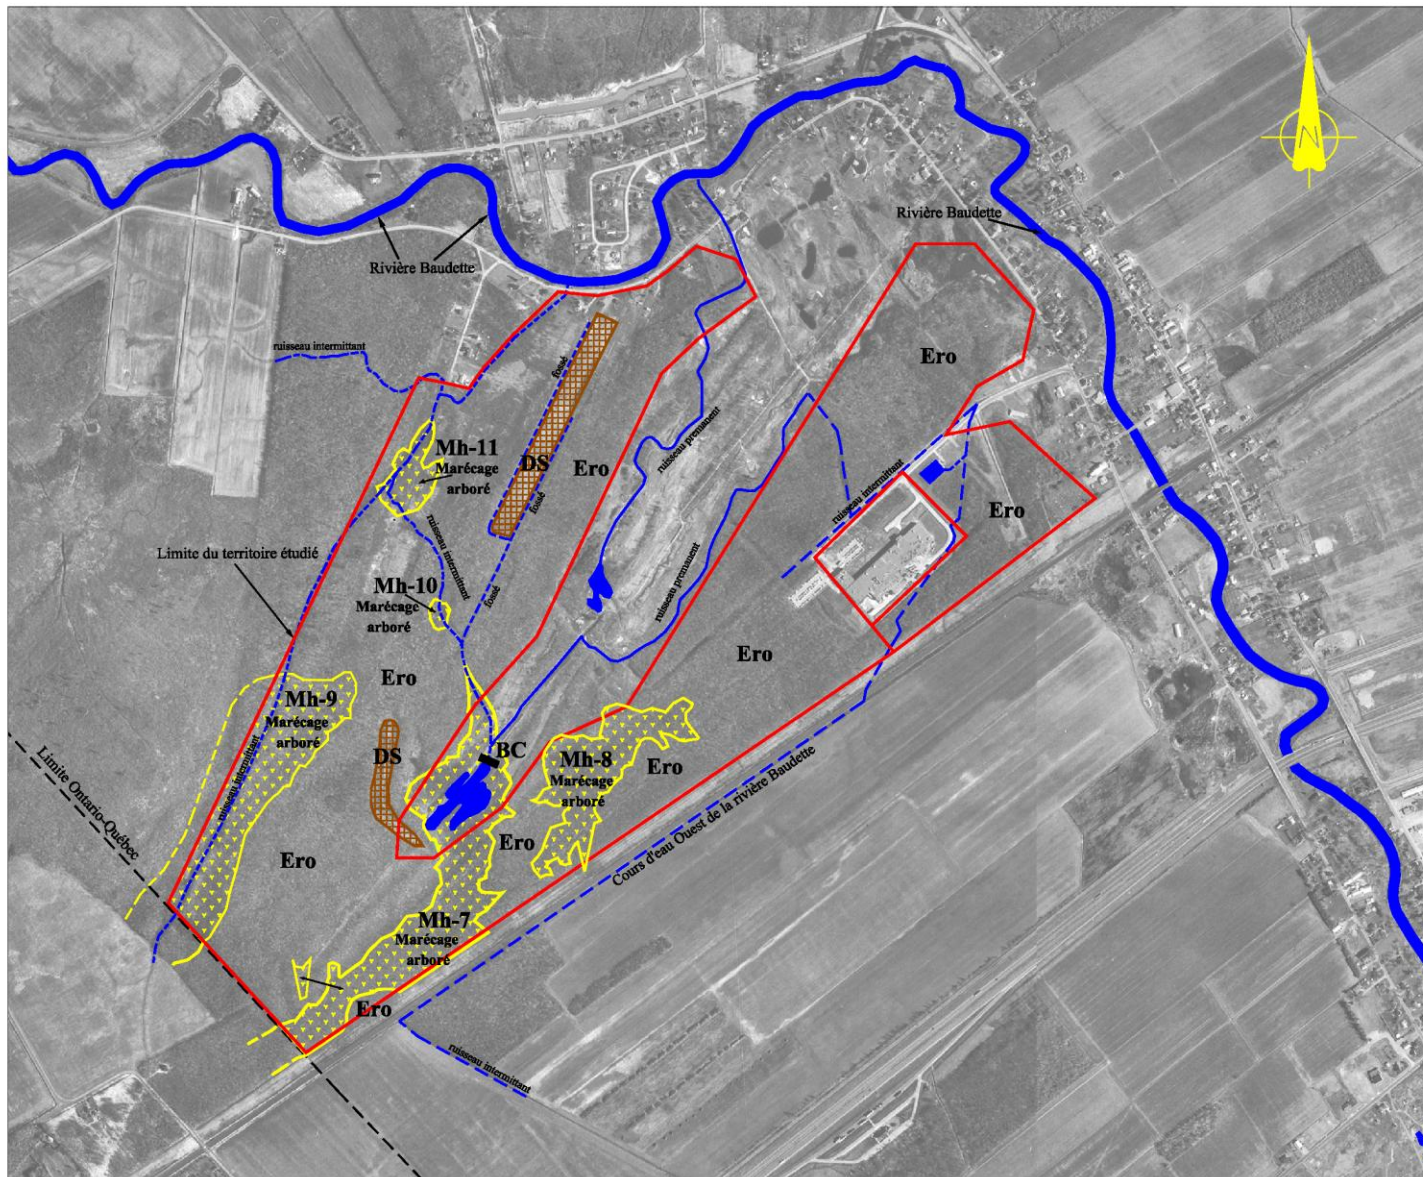 N
Rivière Baudette
Rivière Baudette
ruisseau intermittant
Ero
fossé
Mh-11
Marécage
arboré
DS
Ero
ruisseau premanent
fossé
ruisseau intermittant
Ero
Limite du territoire étudié
ruisseau intermittant
fossé
ruisseau premanent
Mh-10
Marécage
arboré
Ero
Ero
Mh-9
Marécage
arboré
ruisseau intermittant
DS
BC
Mh-8
Marécage
arboré
Ero
Limite Ontario-Québec
Ero
Ero
Cours d'eau Ouest de la rivière Baudette
Mh-7
Marécage
arboré
Ero
ruisseau intermittant